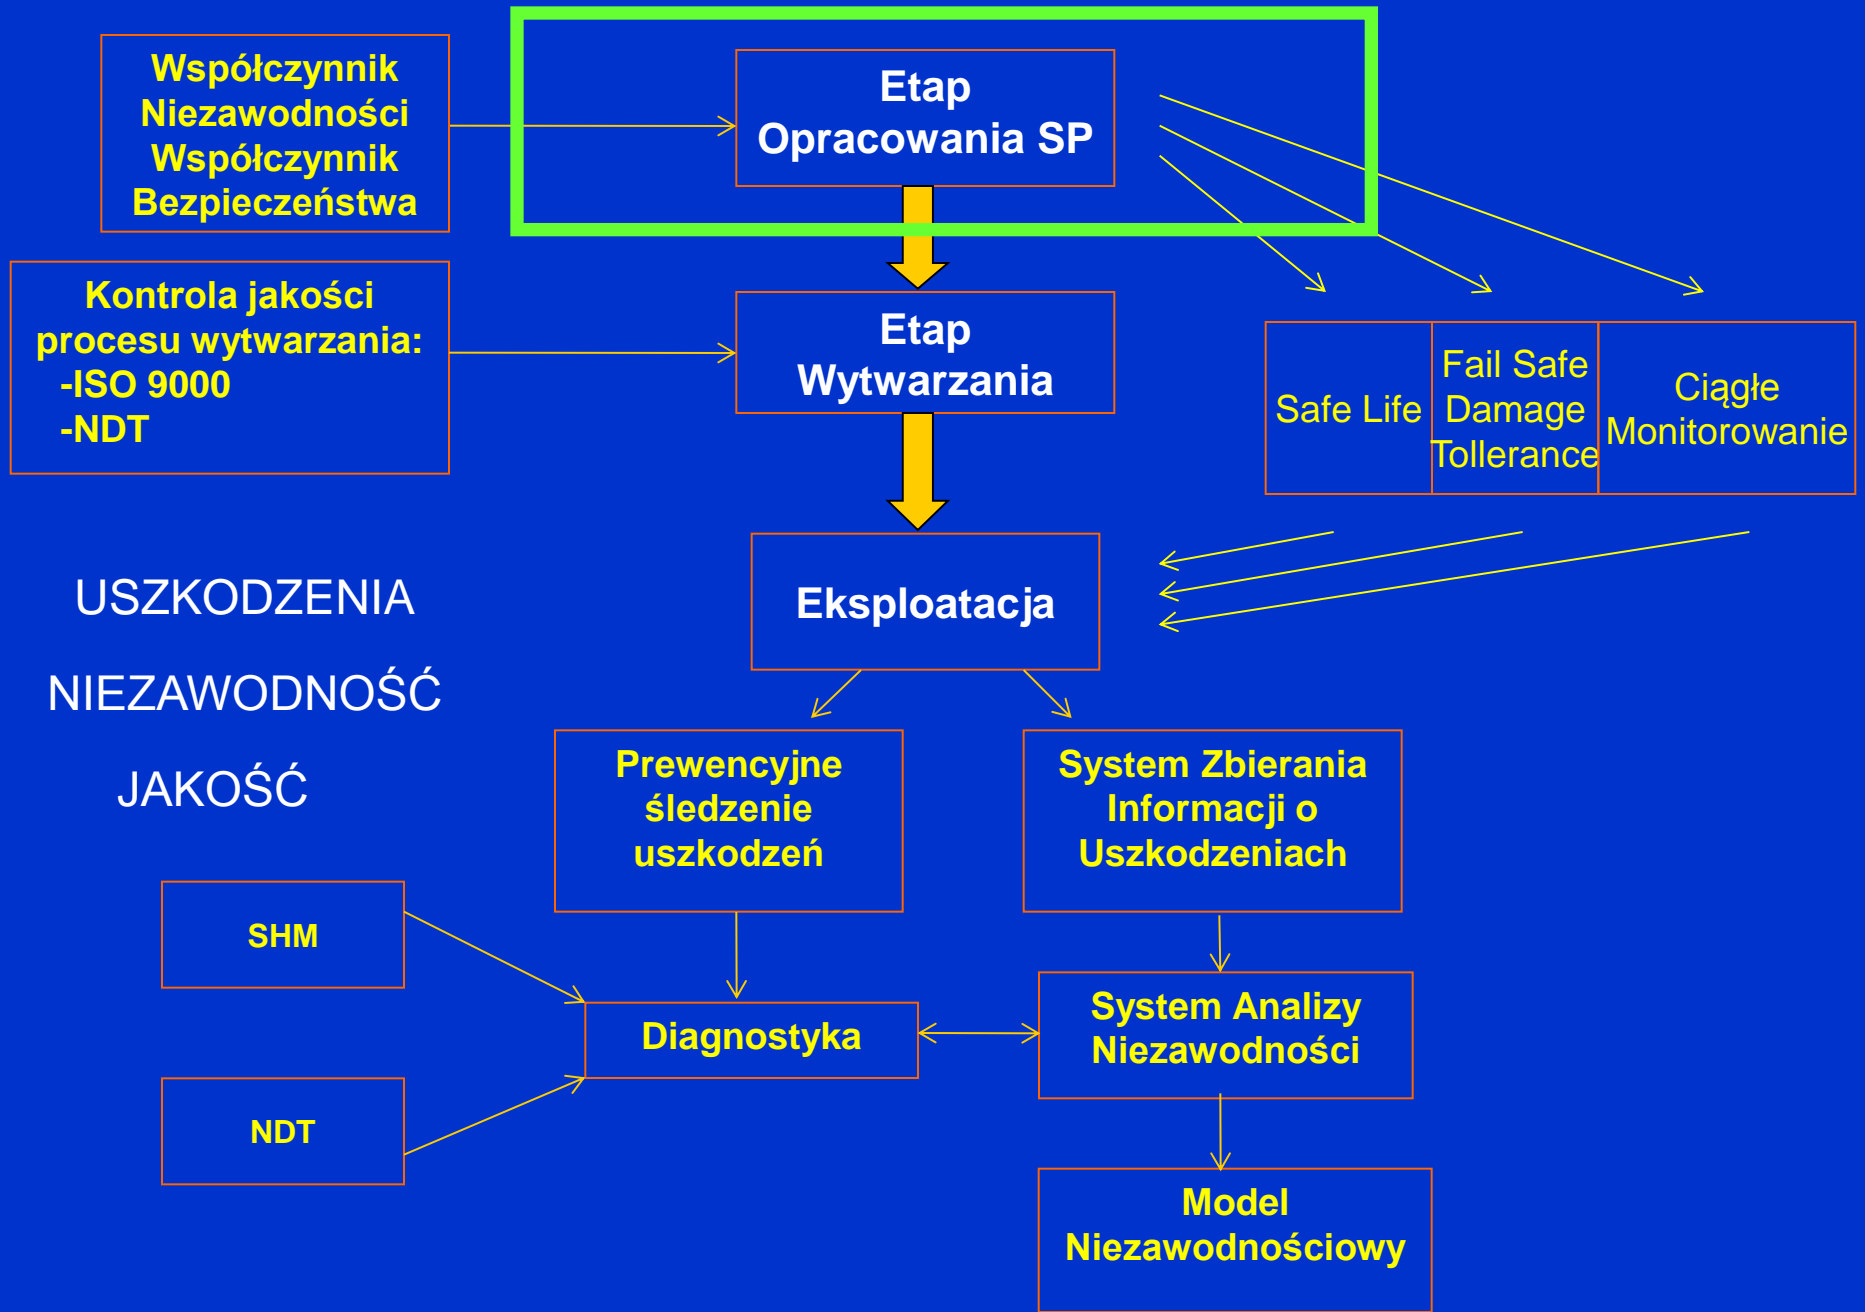 Współczynnik
Niezawodności
Współczynnik
Bezpieczeństwa
Etap
Opracowania SP
Kontrola jakości
procesu wytwarzania:
-ISO 9000
-NDT
Etap
Wytwarzania
Safe Life
Fail Safe
Damage
Tollerance
Ciągłe
Monitorowanie
Eksploatacja
USZKODZENIA
NIEZAWODNOŚĆ
JAKOŚĆ
Prewencyjne
śledzenie
uszkodzeń
System Zbierania
Informacji o
Uszkodzeniach
SHM
Diagnostyka
System Analizy
Niezawodności
NDT
Model
Niezawodnościowy